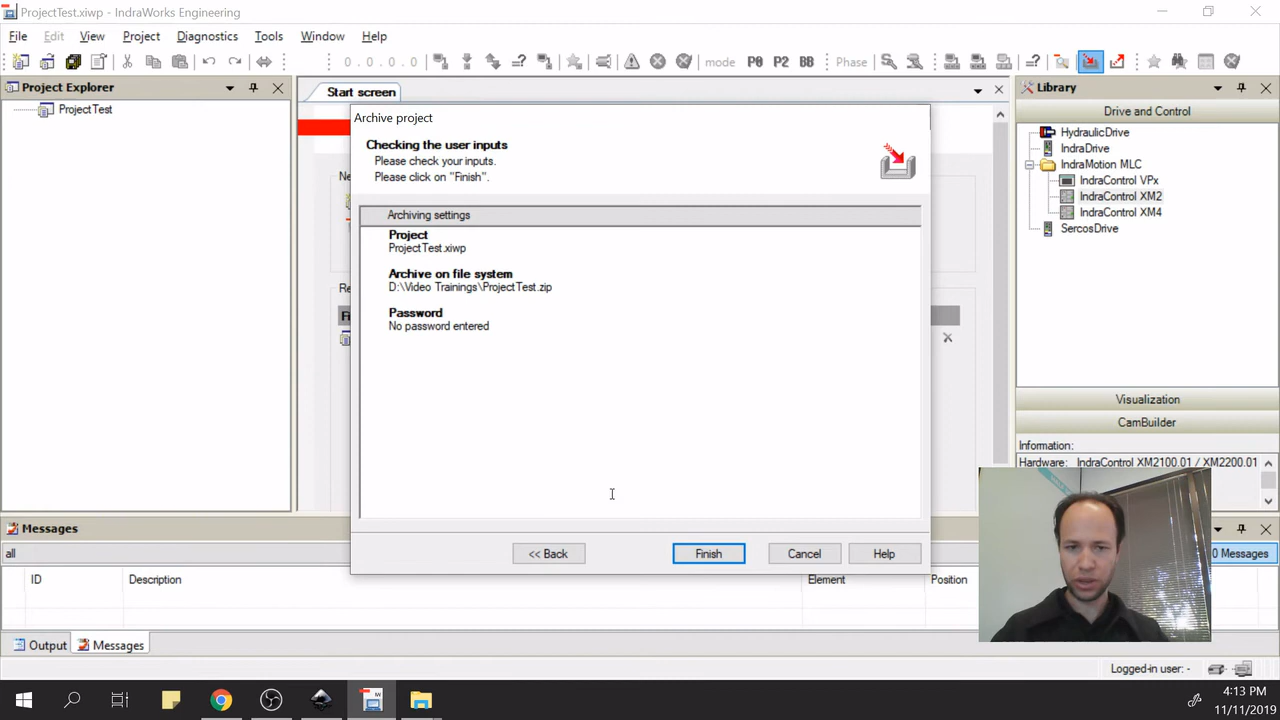 ProjectTest.xiwp - IndraWorks Engineering
File Edit View Project Diagnostics Tools Window Help
0 . 0 . 0 . 0 mode P0 P2 BB Phase
Project Explorer
ProjectTest
Start screen
Archive project
Checking the user inputs
Please check your inputs.
Please click on "Finish".
Archiving settings
Project
ProjectTest.xiwp
Archive on file system
D:\Video Trainings\ProjectTest.zip
Password
No password entered
<< Back Finish Cancel Help
Library
Drive and Control
HydraulicDrive
IndraDrive
IndraMotion MLC
IndraControl VPx
IndraControl XM2
IndraControl XM4
SercosDrive
Visualization
CamBuilder
Information:
Hardware: IndraControl XM2100.01 / XM2200.01
Messages
all
0 Messages
ID Description Element Position
Output Messages
Logged-in user: -
4:13 PM
11/11/2019